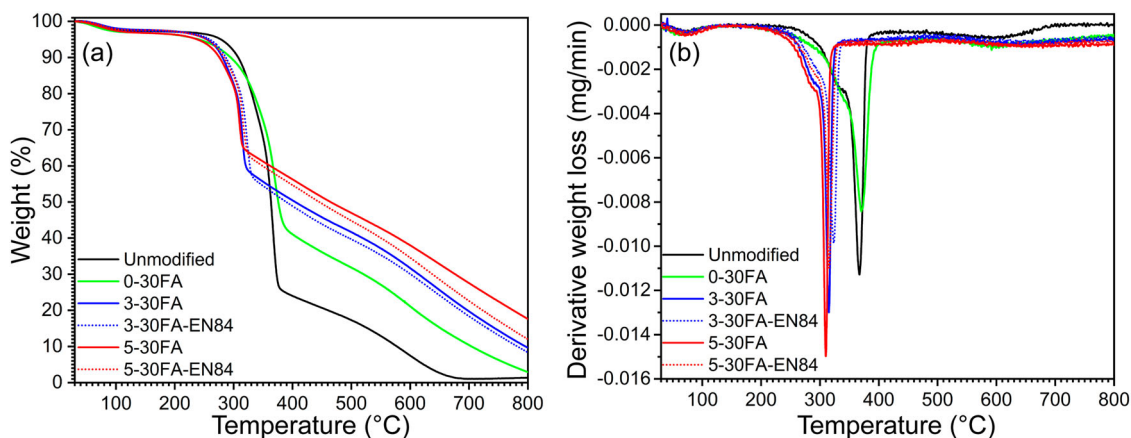 (a)
Weight (%)
100
90
80
70
60
50
40
30
20
10
0
Unmodified
0-30FA
3-30FA
3-30FA-EN84
5-30FA
5-30FA-EN84
100 200 300 400 500 600 700 800
Temperature (°C)
(b)
Derivative weight loss (mg/min)
0.000
-0.002
-0.004
-0.006
-0.008
-0.010
-0.012
-0.014
-0.016
Unmodified
0-30FA
3-30FA
3-30FA-EN84
5-30FA
5-30FA-EN84
100 200 300 400 500 600 700 800
Temperature (°C)